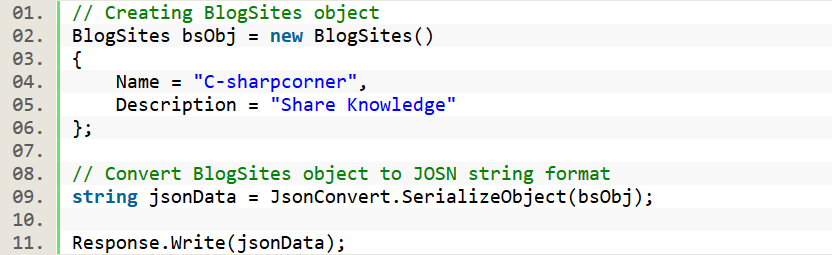 01. // Creating BlogSites object
02. BlogSites bsObj = new BlogSites()
03. {
04.     Name = "C-sharpcorner",
05.     Description = "Share Knowledge"
06. };
07.
08. // Convert BlogSites object to JOSN string format
09. string jsonData = JsonConvert.SerializeObject(bsObj);
10.
11. Response.Write(jsonData);